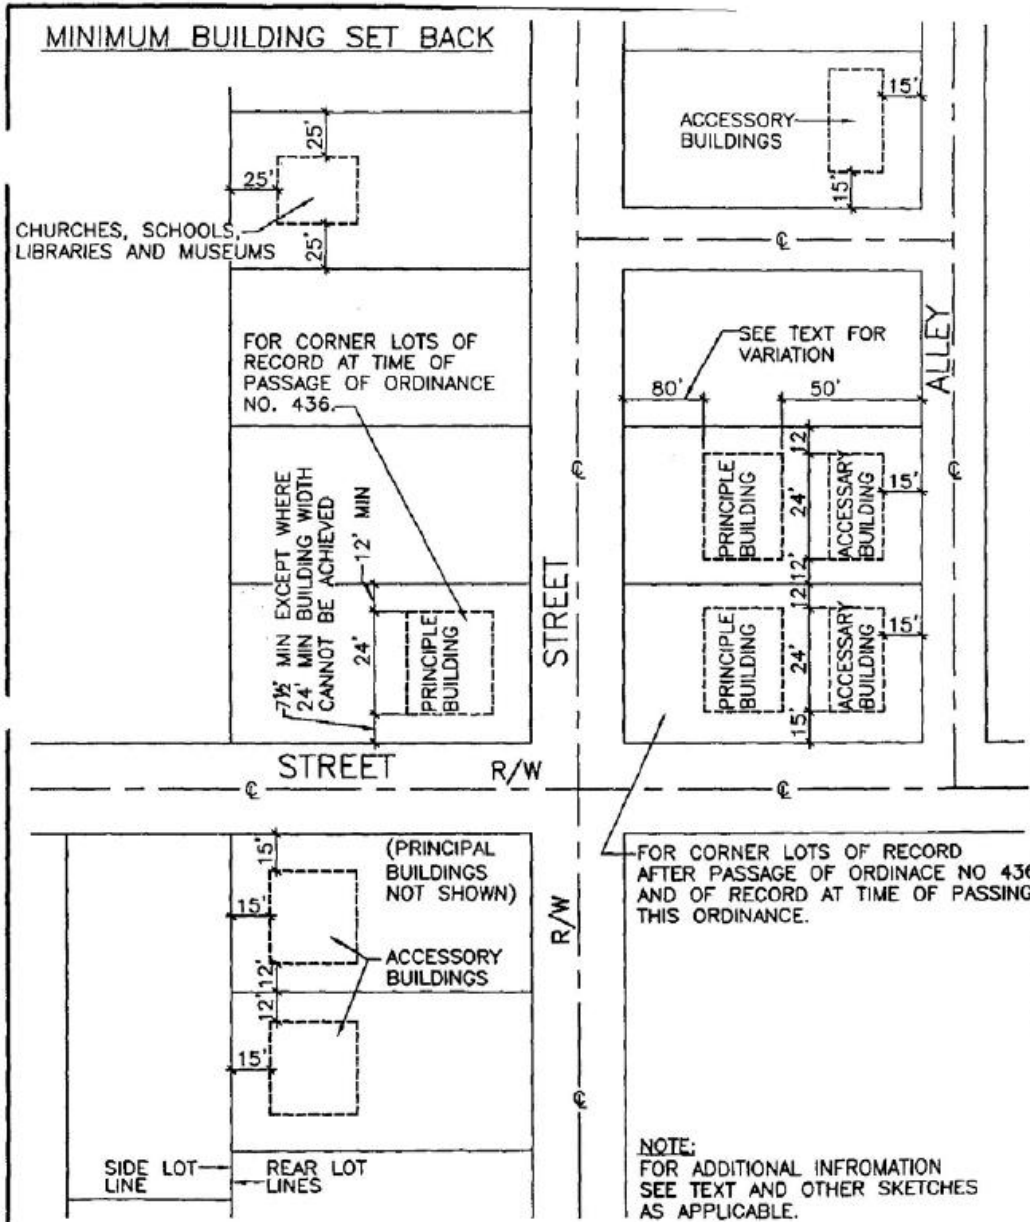 MINIMUM BUILDING SET BACK
25'
25'
25'
CHURCHES, SCHOOLS,
LIBRARIES AND MUSEUMS
15'
ACCESSORY
BUILDINGS
15'
℄
FOR CORNER LOTS OF
RECORD AT TIME OF
PASSAGE OF ORDINANCE
NO. 436.
SEE TEXT FOR
VARIATION
80'
50'
ALLEY
℄
℄
12'
PRINCIPLE
BUILDING
24'
ACCESSARY
BUILDING
15'
12'
7½' MIN EXCEPT WHERE
24' MIN BUILDING WIDTH
CANNOT BE ACHIEVED
12' MIN
24'
PRINCIPLE
BUILDING
STREET
12'
PRINCIPLE
BUILDING
24'
ACCESSARY
BUILDING
15'
15'
STREET
R/W
℄
℄
15'
(PRINCIPAL
BUILDINGS
NOT SHOWN)
15'
ACCESSORY
BUILDINGS
12'
12'
15'
R/W
℄
FOR CORNER LOTS OF RECORD
AFTER PASSAGE OF ORDINACE NO 436
AND OF RECORD AT TIME OF PASSING
THIS ORDINANCE.
SIDE LOT
LINE
REAR LOT
LINES
NOTE:
FOR ADDITIONAL INFROMATION
SEE TEXT AND OTHER SKETCHES
AS APPLICABLE.